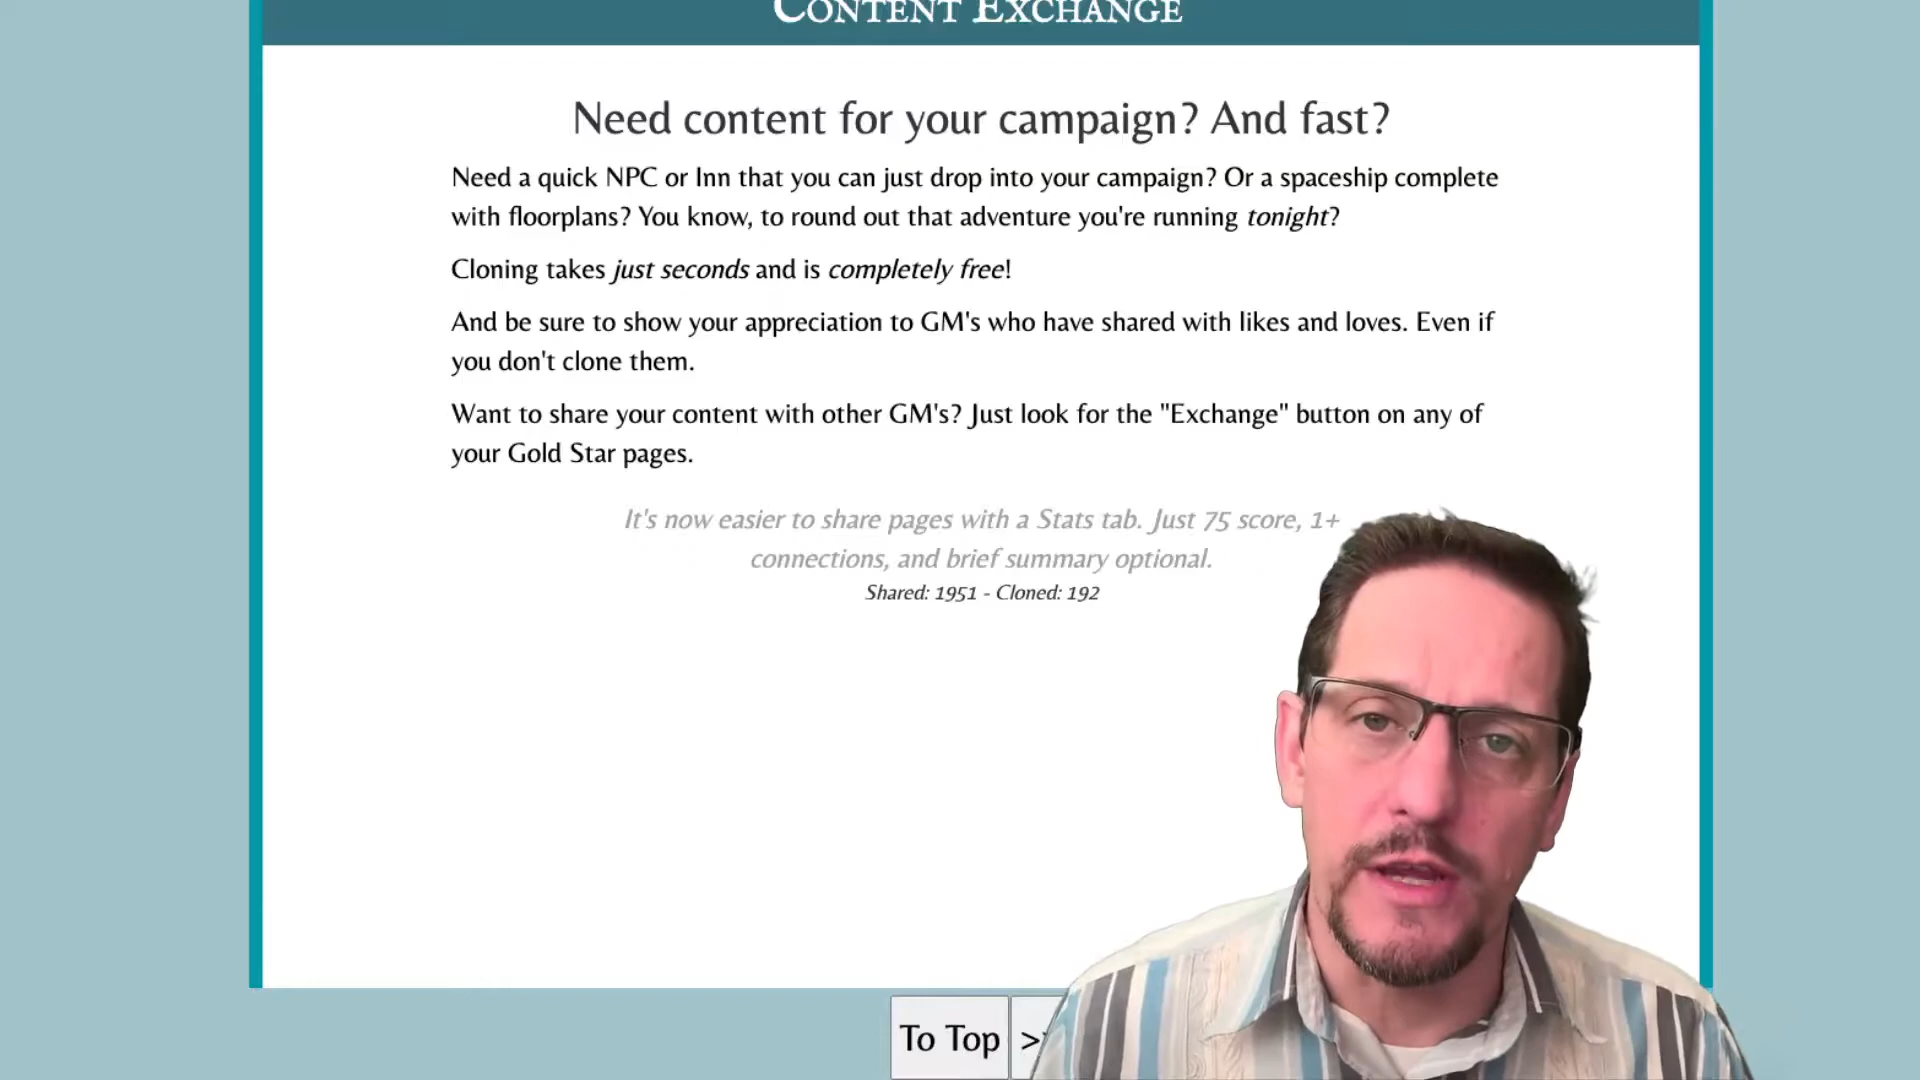 CONTENT EXCHANGE
Need content for your campaign? And fast?
Need a quick NPC or Inn that you can just drop into your campaign? Or a spaceship complete
with floorplans? You know, to round out that adventure you're running tonight?
Cloning takes just seconds and is completely free!
And be sure to show your appreciation to GM's who have shared with likes and loves. Even if
you don't clone them.
Want to share your content with other GM's? Just look for the "Exchange" button on any of
your Gold Star pages.
It's now easier to share pages with a Stats tab. Just 75 score, 1+
connections, and brief summary optional.
Shared: 1951 - Cloned: 192
To Top >